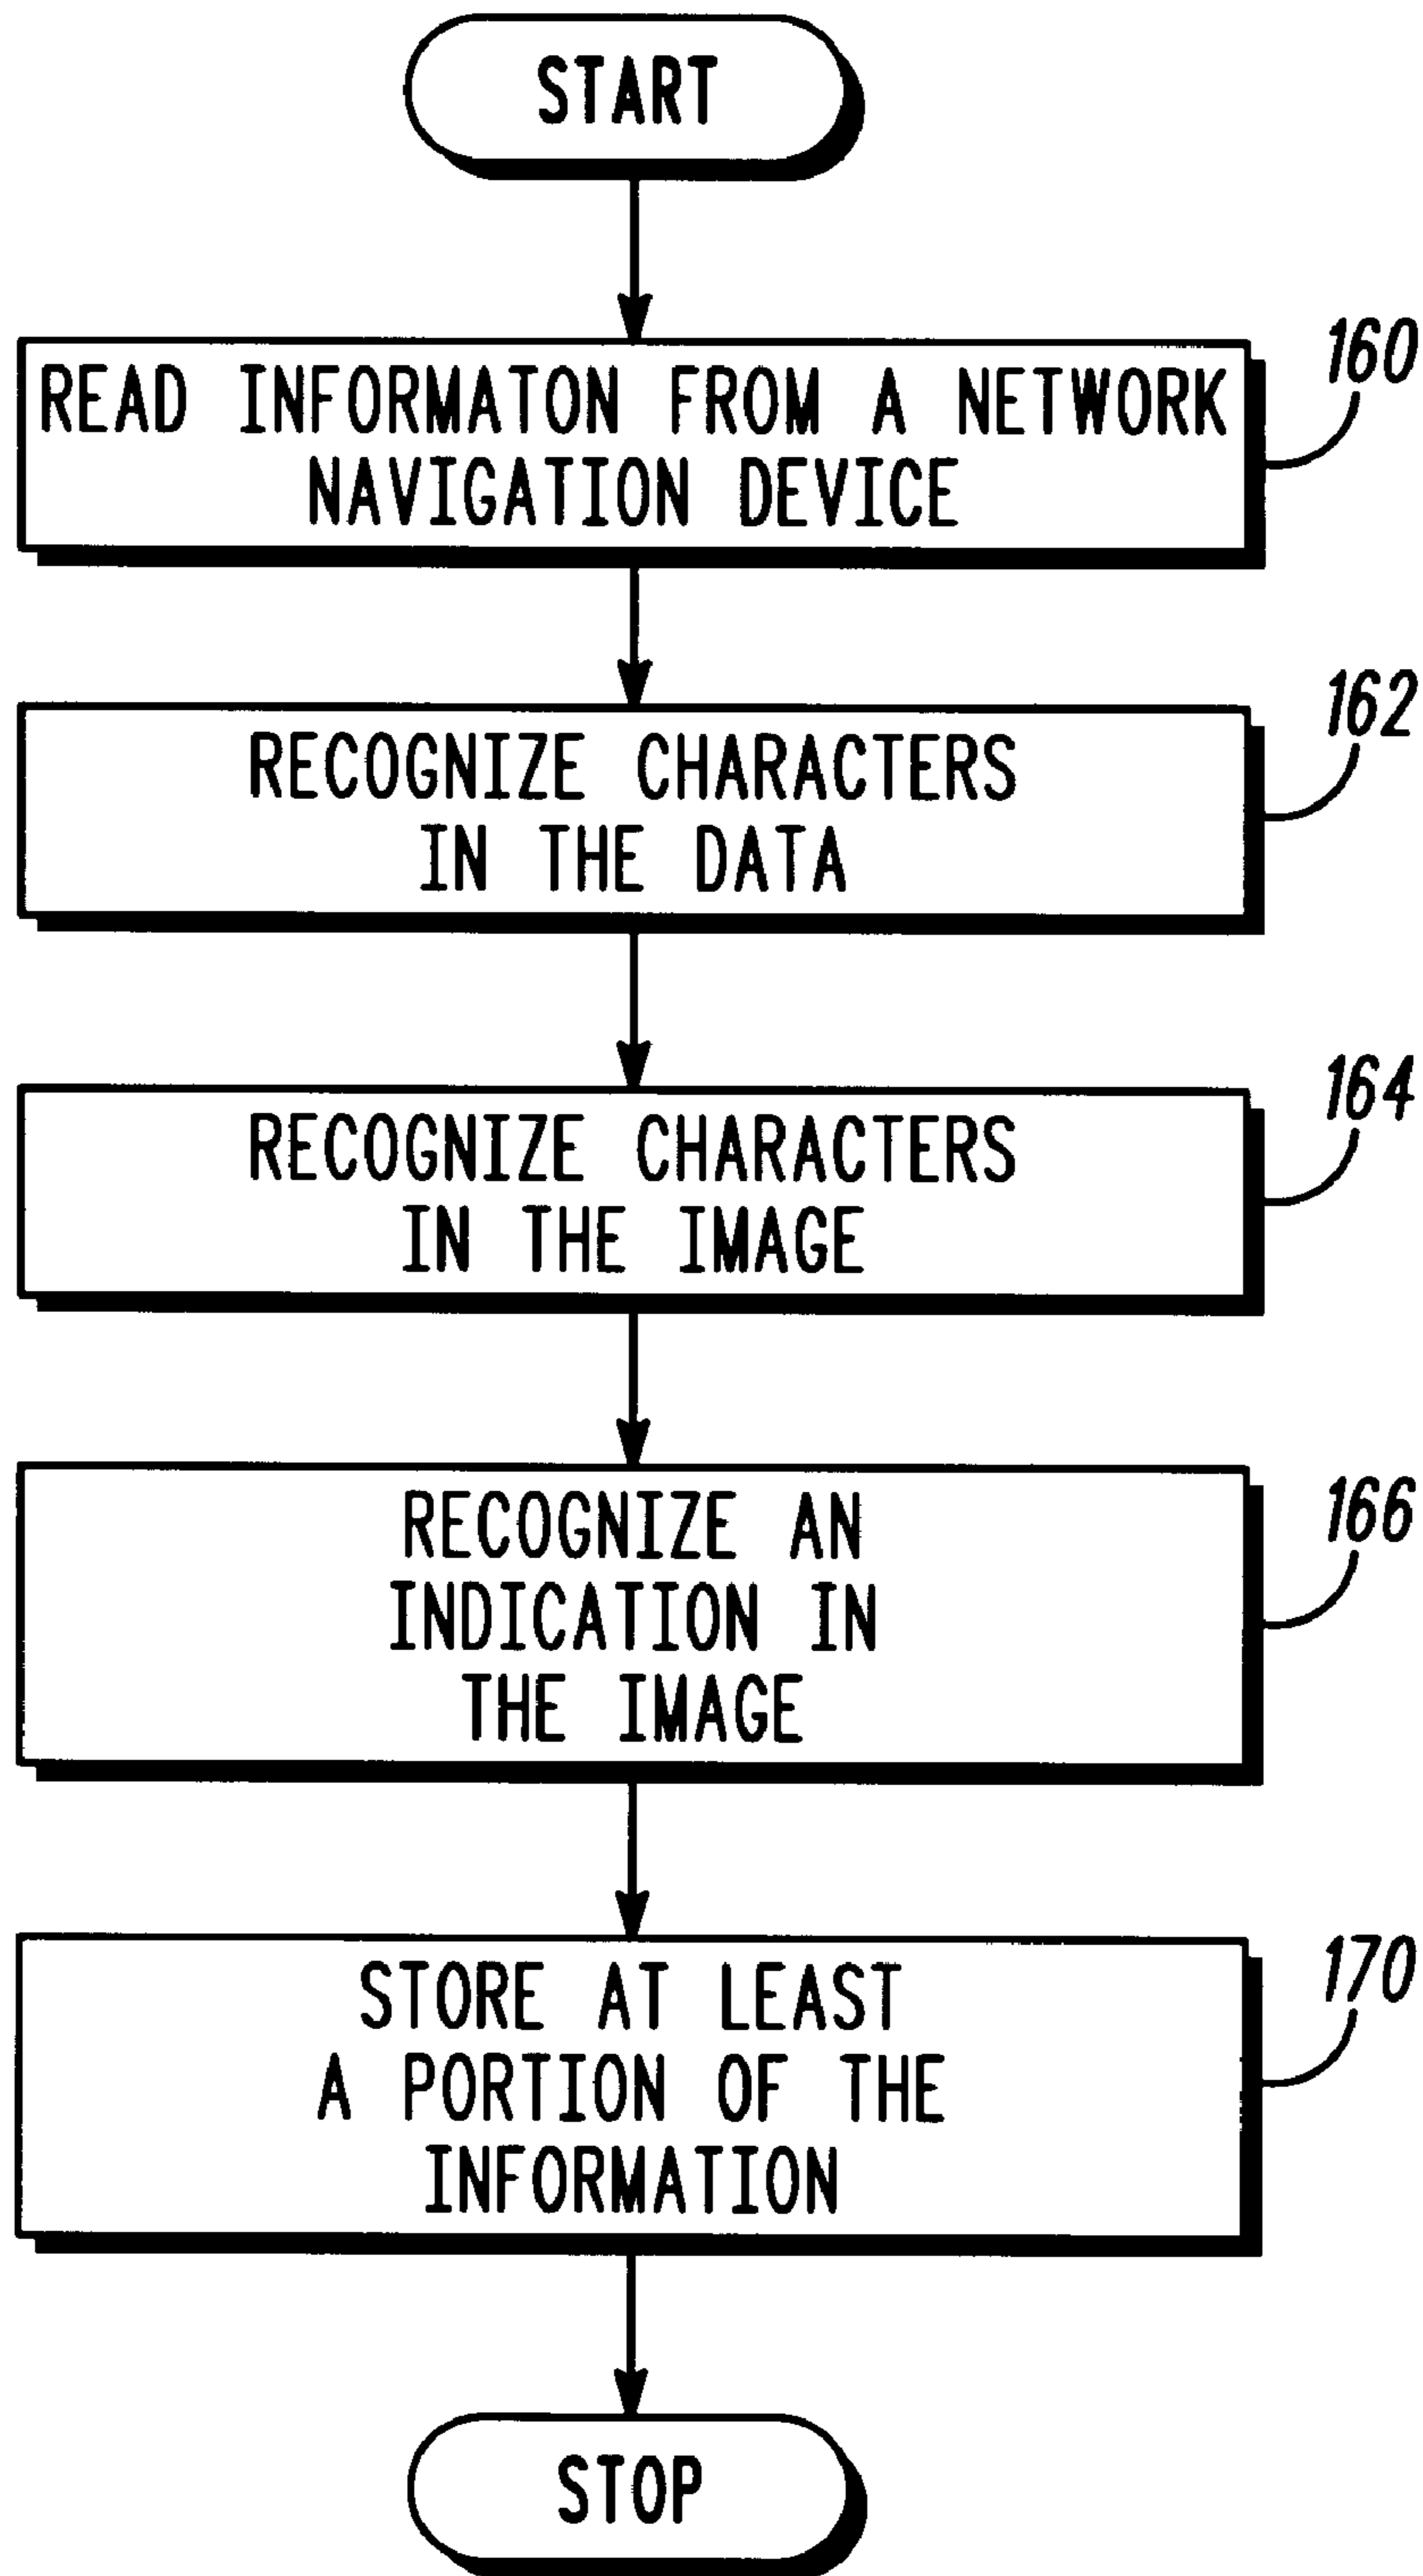 START
READ INFORMATON FROM A NETWORK
NAVIGATION DEVICE
160
RECOGNIZE CHARACTERS
IN THE DATA
162
RECOGNIZE CHARACTERS
IN THE IMAGE
164
RECOGNIZE AN
INDICATION IN
THE IMAGE
166
STORE AT LEAST
A PORTION OF THE
INFORMATION
170
STOP